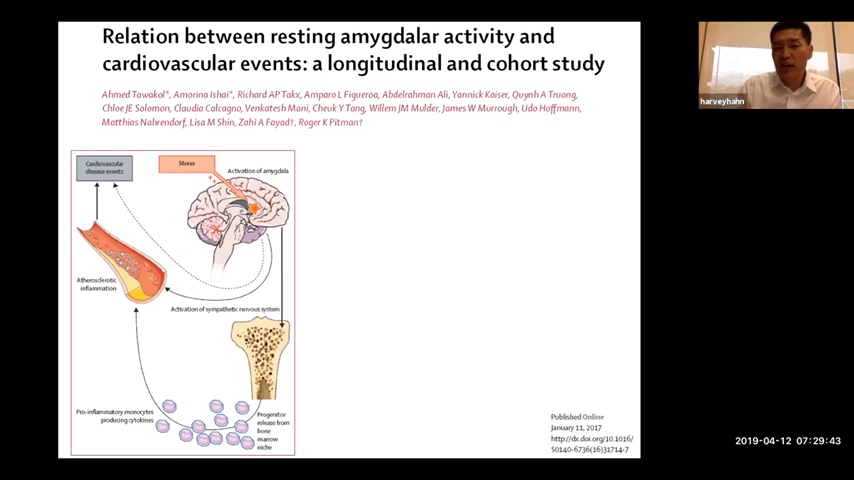 Relation between resting amygdalar activity and
cardiovascular events: a longitudinal and cohort study
Ahmed Tawakol*, Amorina Ishai*, Richard AP Takx, Amparo L Figueroa, Abdelrahman Ali, Yannick Kaiser, Quynh A Truong,
Chloe JE Solomon, Claudia Calcagno, Venkatesh Mani, Cheuk Y Tang, Willem JM Mulder, James W Murrough, Udo Hoffmann,
Matthias Nahrendorf, Lisa M Shin, Zahi A Fayad†, Roger K Pitman†
harveyhahn
Cardiovascular
disease events
Stress
Activation of amygdala
Atherosclerotic
inflammation
Activation of sympathetic nervous system
Pro-inflammatory monocytes
producing cytokines
Progenitor
release from
bone
marrow
niche
Published Online
January 11, 2017
http://dx.doi.org/10.1016/
S0140-6736(16)31714-7
2019-04-12 07:29:43